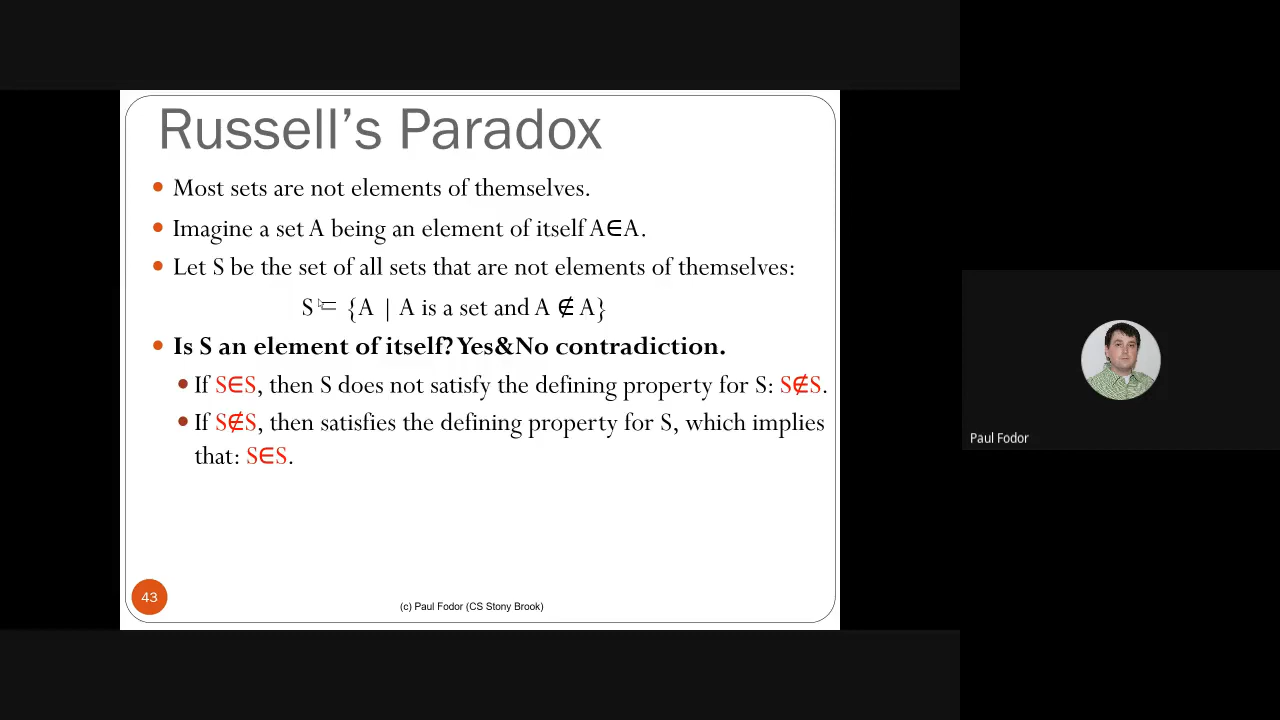 Russell’s Paradox
Most sets are not elements of themselves.
Imagine a set A being an element of itself A∈A.
Let S be the set of all sets that are not elements of themselves:
S = {A | A is a set and A ∉ A}
Is S an element of itself? Yes&No contradiction.
If S∈S, then S does not satisfy the defining property for S: S∉S.
If S∉S, then satisfies the defining property for S, which implies
that: S∈S.
43
(c) Paul Fodor (CS Stony Brook)
Paul Fodor